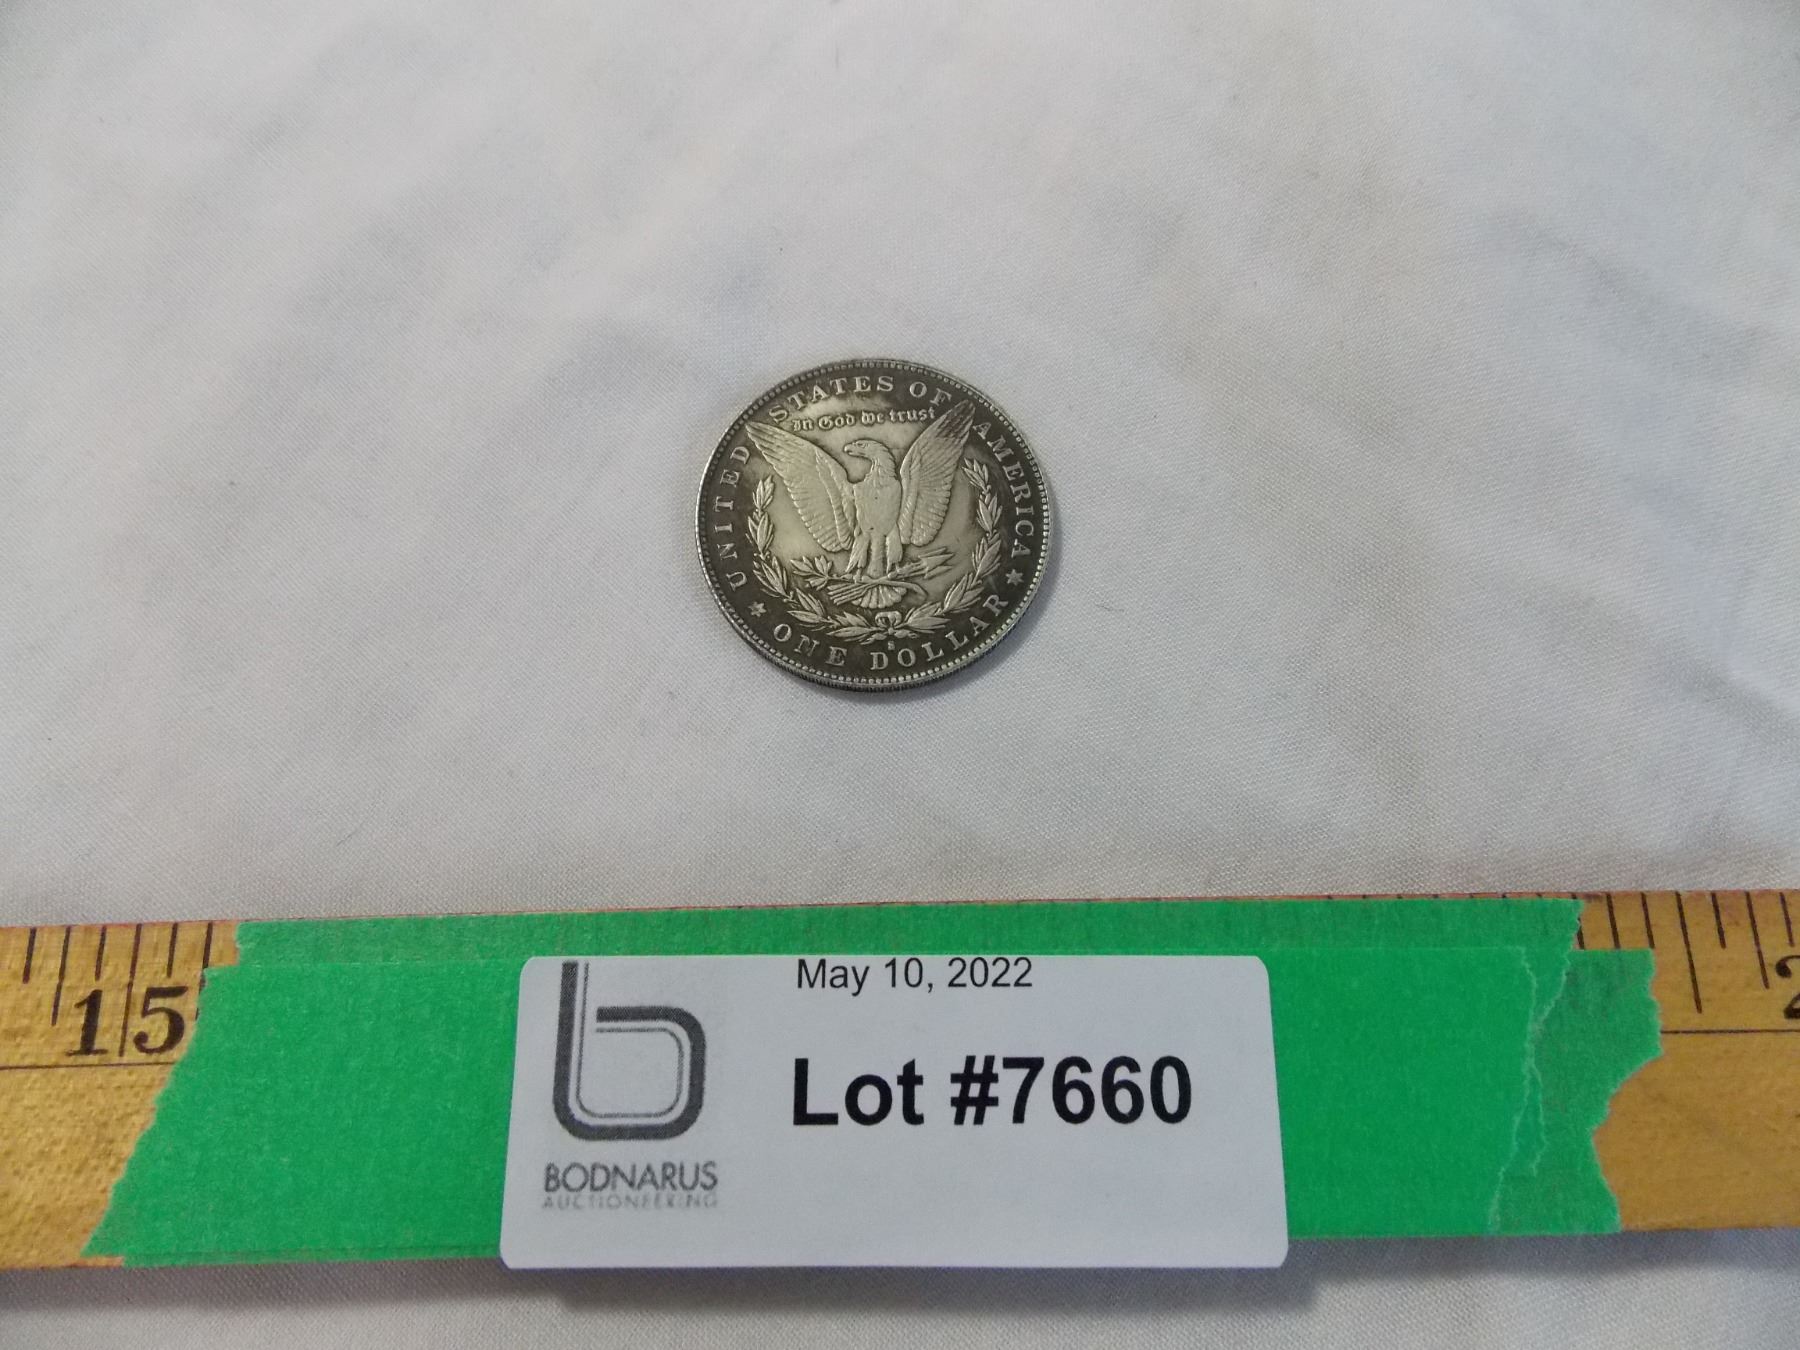 UNITED STATES OF AMERICA
In God we trust
ONE DOLLAR
S
15
May 10, 2022
Lot #7660
BODNARUS
AUCTIONEERING